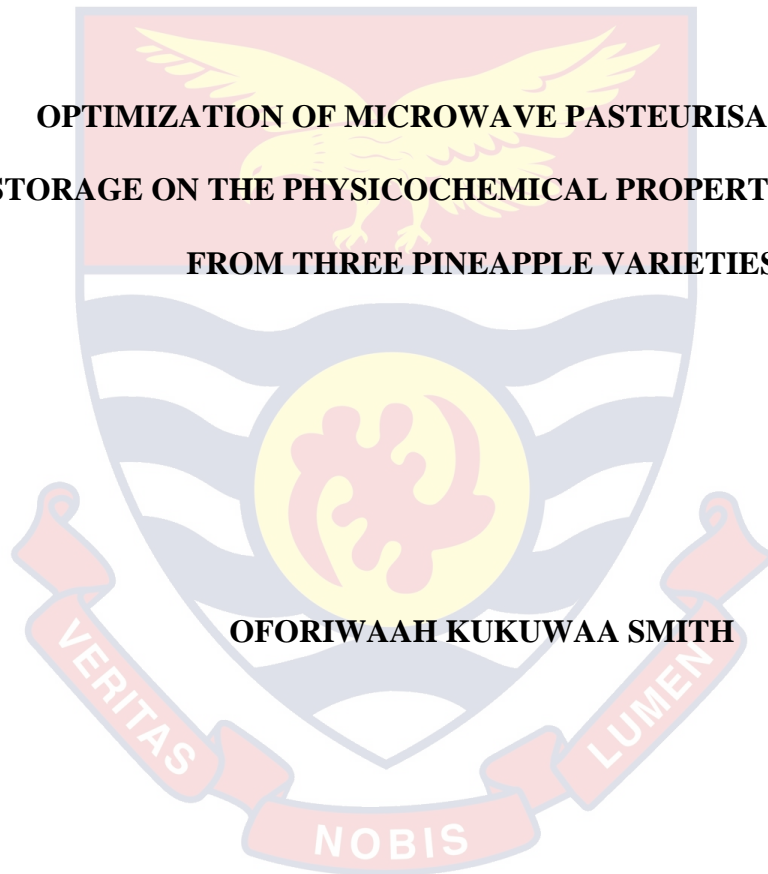 OPTIMIZATION OF MICROWAVE PASTEURISA
STORAGE ON THE PHYSICOCHEMICAL PROPERT
FROM THREE PINEAPPLE VARIETIES
OFORIWAAH KUKUWAA SMITH
VERITAS
NOBIS
LUMEN